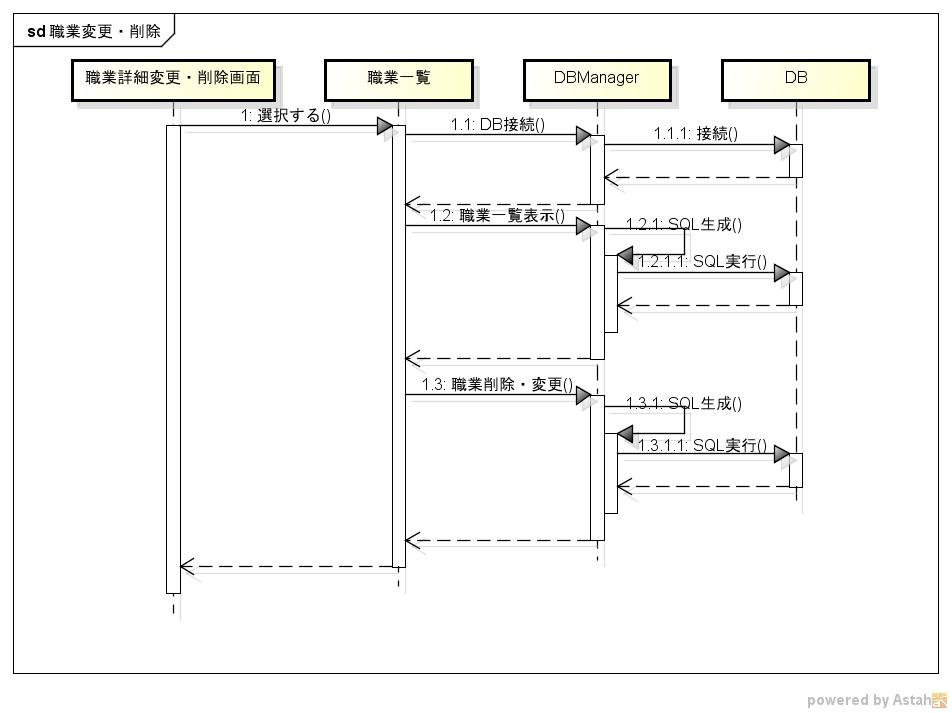 sd 職業変更・削除
職業詳細変更・削除画面
職業一覧
DBManager
DB
1: 選択する()
1.1: DB接続()
1.1.1: 接続()
1.2: 職業一覧表示()
1.2.1: SQL生成()
1.2.1.1: SQL実行()
1.3: 職業削除・変更()
1.3.1: SQL生成()
1.3.1.1: SQL実行()
powered by Astah